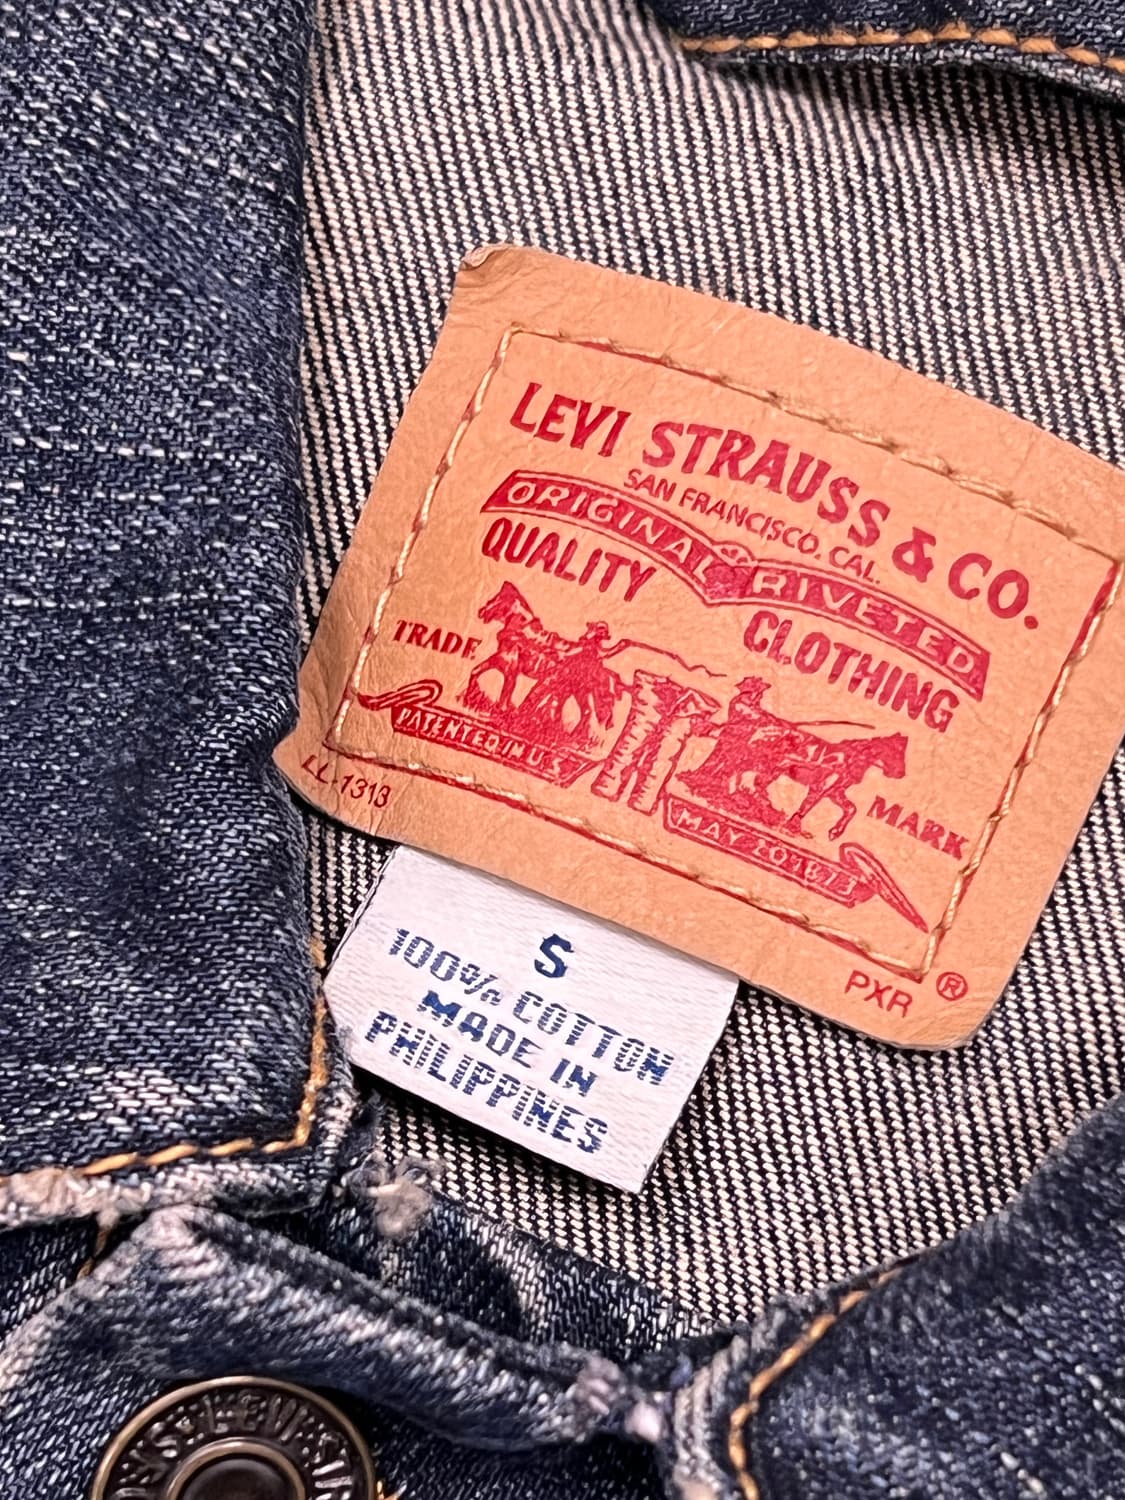 LEVI STRAUSS & CO.
SAN FRANCISCO. CAL.
ORIGINAL RIVETED
QUALITY CLOTHING
TRADE MARK
PATENTED IN U.S.
MAY 20 1873
LL-1313
PXR ®
S
100% COTTON
MADE IN
PHILIPPINES